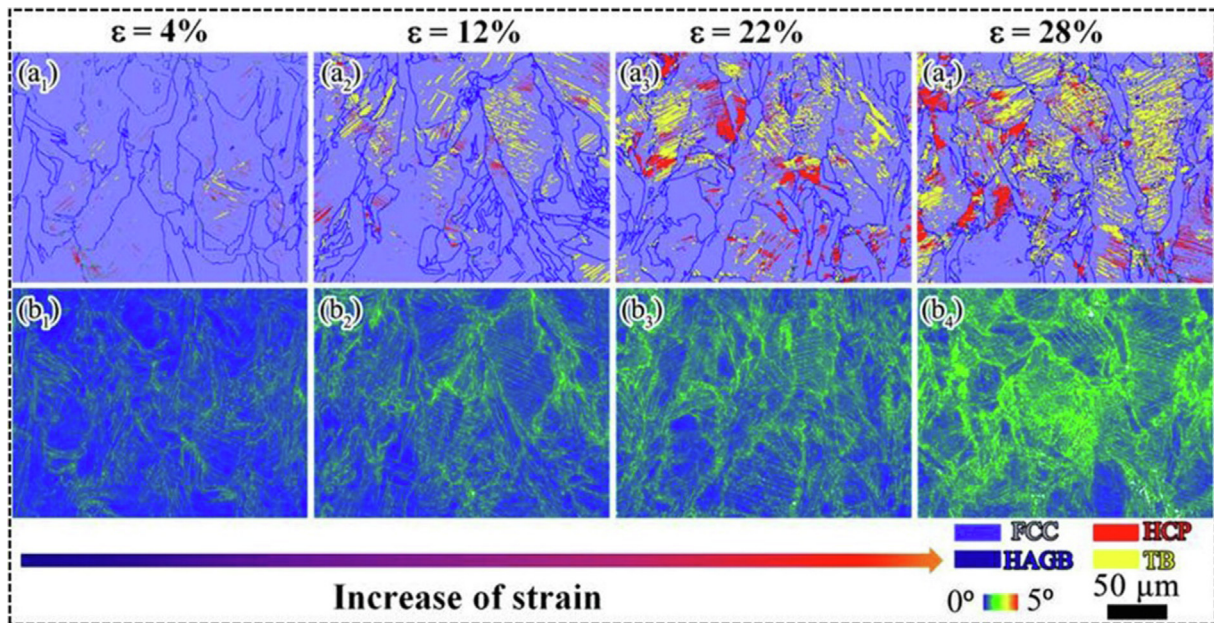 ε = 4% ε = 12% ε = 22% ε = 28%
(a1) (a2) (a3) (a4)
(b1) (b2) (b3) (b4)
FCC HCP
HAGB TB
Increase of strain 0° 5° 50 μm